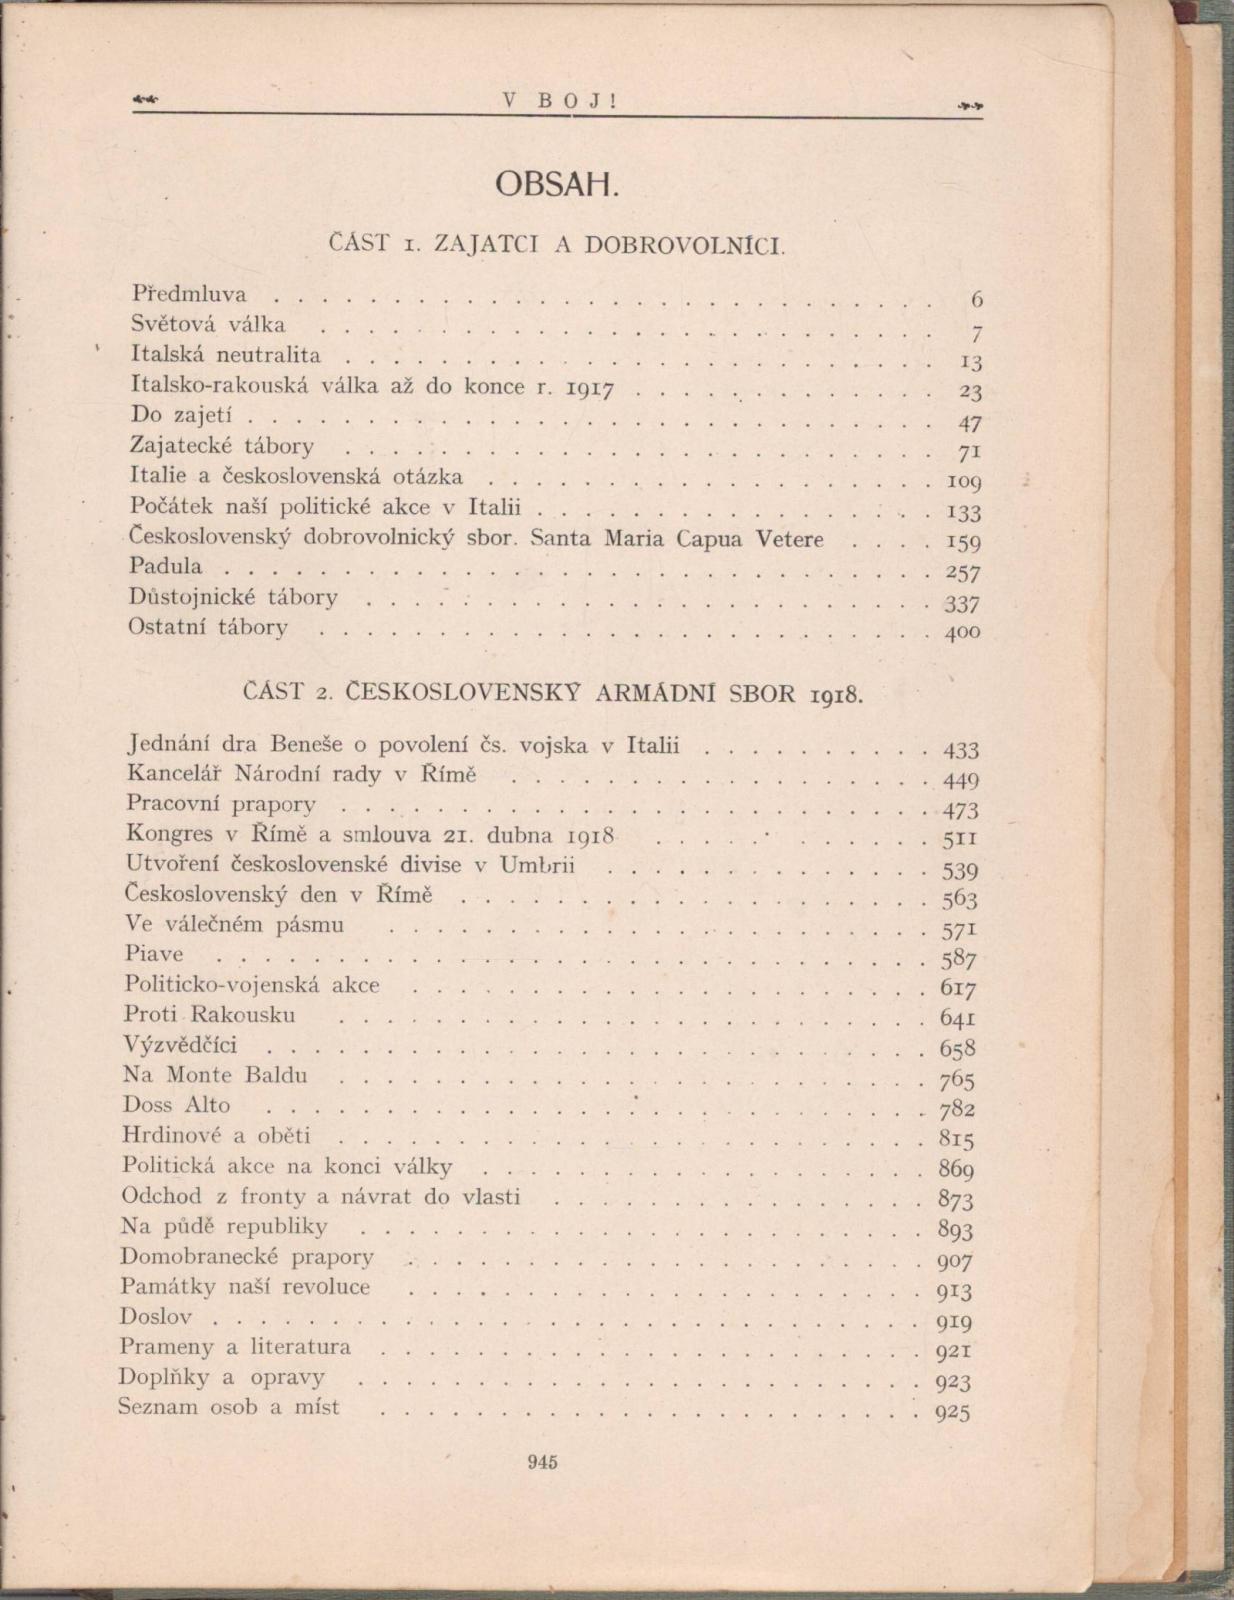 V BOJ!
OBSAH.
ČÁST 1. ZAJATCI A DOBROVOLNÍCI.
Předmluva . . . . . . . . . . . . . . . . . . . . . . . . . . . . 6
Světová válka . . . . . . . . . . . . . . . . . . . . . . . . . . 7
Italská neutralita . . . . . . . . . . . . . . . . . . . . . . . . . 13
Italsko-rakouská válka až do konce r. 1917 . . . . . . . . . . . . . 23
Do zajetí . . . . . . . . . . . . . . . . . . . . . . . . . . . . . 47
Zajatecké tábory . . . . . . . . . . . . . . . . . . . . . . . . . 71
Italie a československá otázka . . . . . . . . . . . . . . . . . . . 109
Počátek naší politické akce v Italii . . . . . . . . . . . . . . . . . 133
Československý dobrovolnický sbor. Santa Maria Capua Vetere . . . . 159
Padula . . . . . . . . . . . . . . . . . . . . . . . . . . . . . . 257
Důstojnické tábory . . . . . . . . . . . . . . . . . . . . . . . . 337
Ostatní tábory . . . . . . . . . . . . . . . . . . . . . . . . . . 400
ČÁST 2. ČESKOSLOVENSKÝ ARMÁDNÍ SBOR 1918.
Jednání dra Beneše o povolení čs. vojska v Italii . . . . . . . . . . 433
Kancelář Národní rady v Římě . . . . . . . . . . . . . . . . . . 449
Pracovní prapory . . . . . . . . . . . . . . . . . . . . . . . . . 473
Kongres v Římě a smlouva 21. dubna 1918 . . . . . . . . . . . . 511
Utvoření československé divise v Umbrii . . . . . . . . . . . . . . 539
Československý den v Římě . . . . . . . . . . . . . . . . . . . . 563
Ve válečném pásmu . . . . . . . . . . . . . . . . . . . . . . . 571
Piave . . . . . . . . . . . . . . . . . . . . . . . . . . . . . . 587
Politicko-vojenská akce . . . . . . . . . . . . . . . . . . . . . . 617
Proti Rakousku . . . . . . . . . . . . . . . . . . . . . . . . . 641
Výzvědčíci . . . . . . . . . . . . . . . . . . . . . . . . . . . . 658
Na Monte Baldu . . . . . . . . . . . . . . . . . . . . . . . . . 765
Doss Alto . . . . . . . . . . . . . . . . . . . . . . . . . . . . 782
Hrdinové a oběti . . . . . . . . . . . . . . . . . . . . . . . . . 815
Politická akce na konci války . . . . . . . . . . . . . . . . . . . 869
Odchod z fronty a návrat do vlasti . . . . . . . . . . . . . . . . 873
Na půdě republiky . . . . . . . . . . . . . . . . . . . . . . . . 893
Domobranecké prapory . . . . . . . . . . . . . . . . . . . . . . 907
Památky naší revoluce . . . . . . . . . . . . . . . . . . . . . . 913
Doslov . . . . . . . . . . . . . . . . . . . . . . . . . . . . . . 919
Prameny a literatura . . . . . . . . . . . . . . . . . . . . . . . 921
Doplňky a opravy . . . . . . . . . . . . . . . . . . . . . . . . 923
Seznam osob a míst . . . . . . . . . . . . . . . . . . . . . . . 925
945